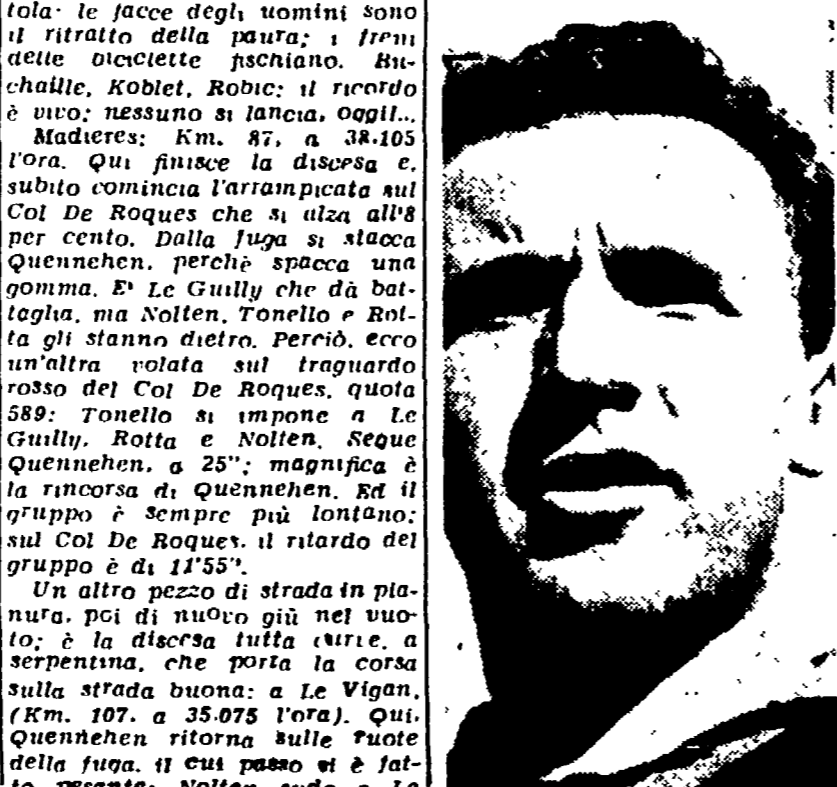 tola· le facce degli uomini sono
il ritratto della paura; i freni
delle biciclette fischiano. Bu-
chaille, Koblet, Robic: il ricordo
è vivo: nessuno si lancia, oggi!...
Madieres: Km. 87, a 38.105
l'ora. Qui finisce la discesa e,
subito comincia l'arrampicata sul
Col De Roques che si alza all'8
per cento. Dalla fuga si stacca
Quennehen, perchè spacca una
gomma. E' Le Guilly che dà bat-
taglia, ma Nolten, Tonello e Rot-
ta gli stanno dietro. Perciò, ecco
un'altra volata sul traguardo
rosso del Col De Roques, quota
589: Tonello si impone a Le
Guilly, Rotta e Nolten. Segue
Quennehen, a 25"; magnifica è
la rincorsa di Quennehen. Ed il
gruppo è sempre più lontano:
sul Col De Roques, il ritardo del
gruppo è di 11'55".
Un altro pezzo di strada in pia-
nura, poi di nuovo giù nel vuo-
to; è la discesa tutta curve, a
serpentina, che porta la corsa
sulla strada buona: a Le Vigan,
(Km. 107, a 35.075 l'ora). Qui,
Quennehen ritorna sulle ruote
della fuga, il cui passo si è fat-
to pesante: Nolten suda a Le